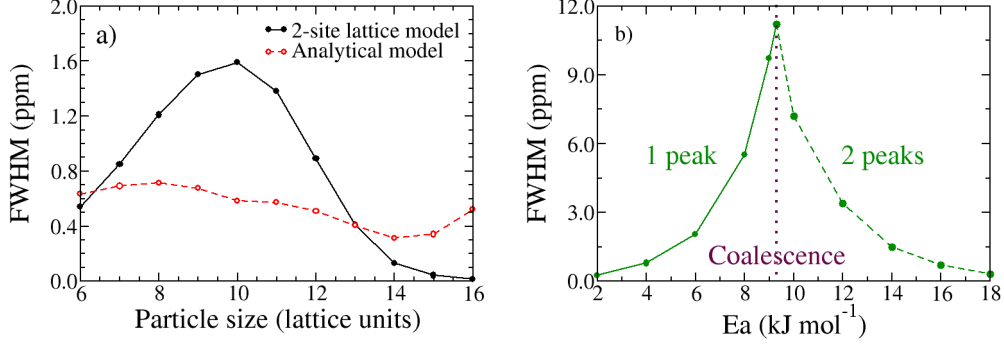 a)
2-site lattice model
Analytical model
FWHM (ppm)
2.0
1.6
1.2
0.8
0.4
0.0
6
8
10
12
14
16
Particle size (lattice units)
b)
FWHM (ppm)
12.0
9.0
6.0
3.0
0.0
1 peak
2 peaks
Coalescence
2
4
6
8
10
12
14
16
18
Ea (kJ mol⁻¹)